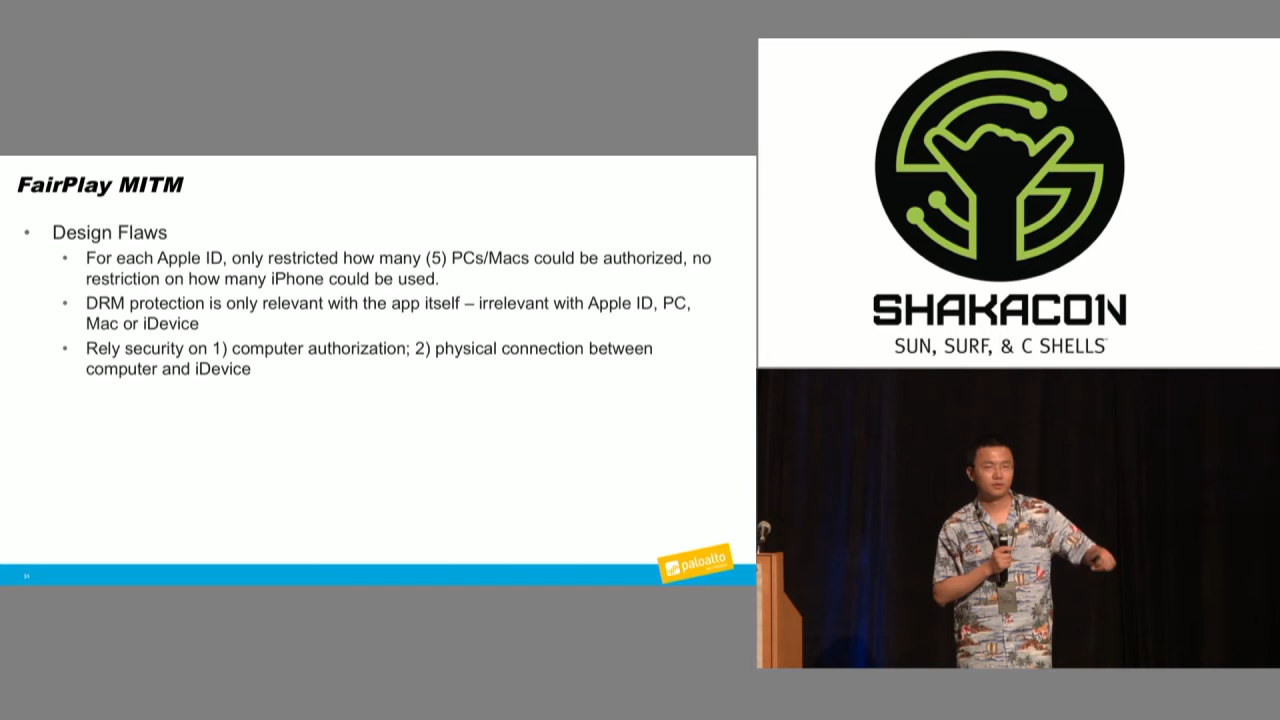 FairPlay MITM
• Design Flaws
• For each Apple ID, only restricted how many (5) PCs/Macs could be authorized, no
restriction on how many iPhone could be used.
• DRM protection is only relevant with the app itself – irrelevant with Apple ID, PC,
Mac or iDevice
• Rely security on 1) computer authorization; 2) physical connection between
computer and iDevice
31
paloalto
SHAKACO1N
SUN, SURF, & C SHELLS